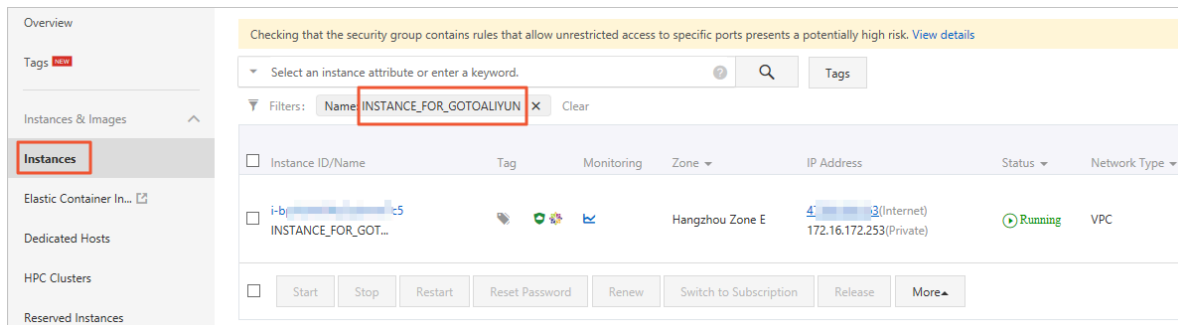 Overview
Tags NEW
Instances & Images
Instances
Elastic Container In...
Dedicated Hosts
HPC Clusters
Reserved Instances
Checking that the security group contains rules that allow unrestricted access to specific ports presents a potentially high risk. View details
Select an instance attribute or enter a keyword. ? Tags
Filters: Name: INSTANCE_FOR_GOTOALIYUN × Clear
Instance ID/Name Tag Monitoring Zone IP Address Status Network Type
INSTANCE_FOR_GOT... Hangzhou Zone E (Internet) Running VPC
172.16.172.253(Private)
Start Stop Restart Reset Password Renew Switch to Subscription Release More